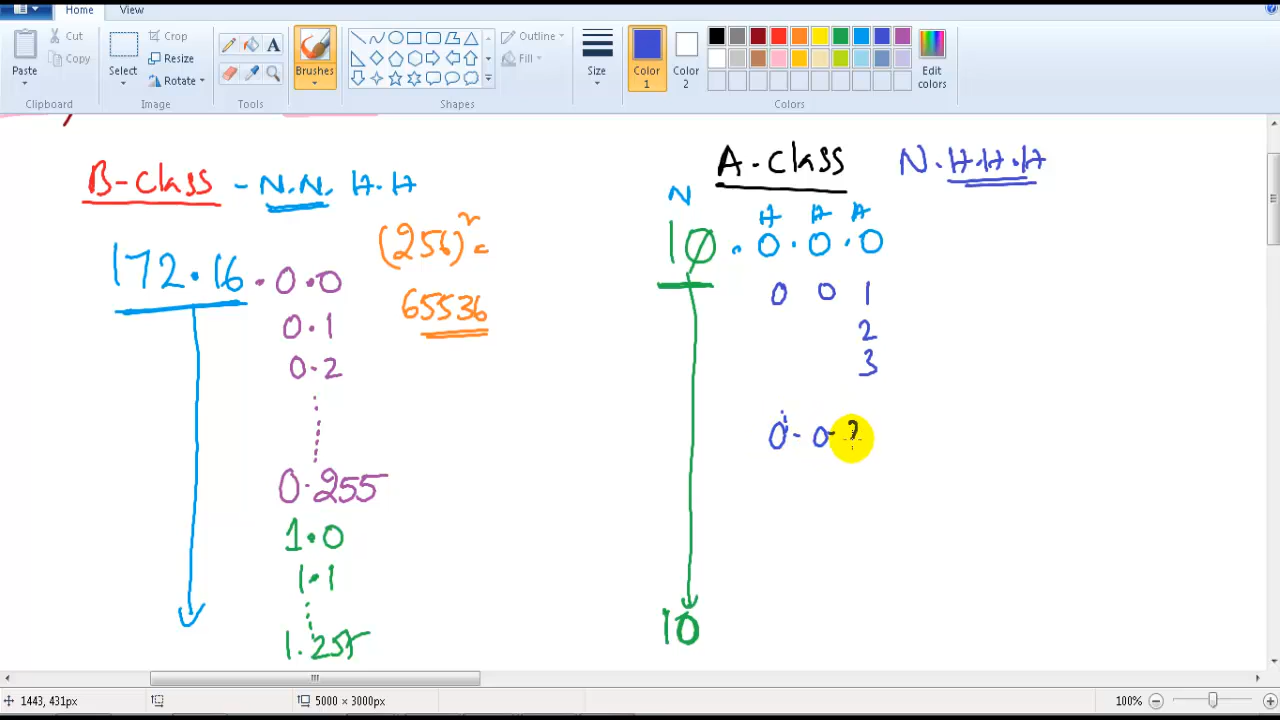 Home View
Paste
Cut
Copy
Clipboard
Select
Crop
Resize
Rotate
Image
A
Tools
Brushes
Outline
Fill
Shapes
Size
Color 1
Color 2
Edit colors
Colors
B-class - N.N. H.H
172.16.0.0
0.1
0.2
0.255
1.0
1.1
1.255
(256)² =
65536
A-class N.H.H.H
N H H H
10.0.0.0
0 0 1
2
3
0.0.2
10
1443, 431px
5000 × 3000px
100%